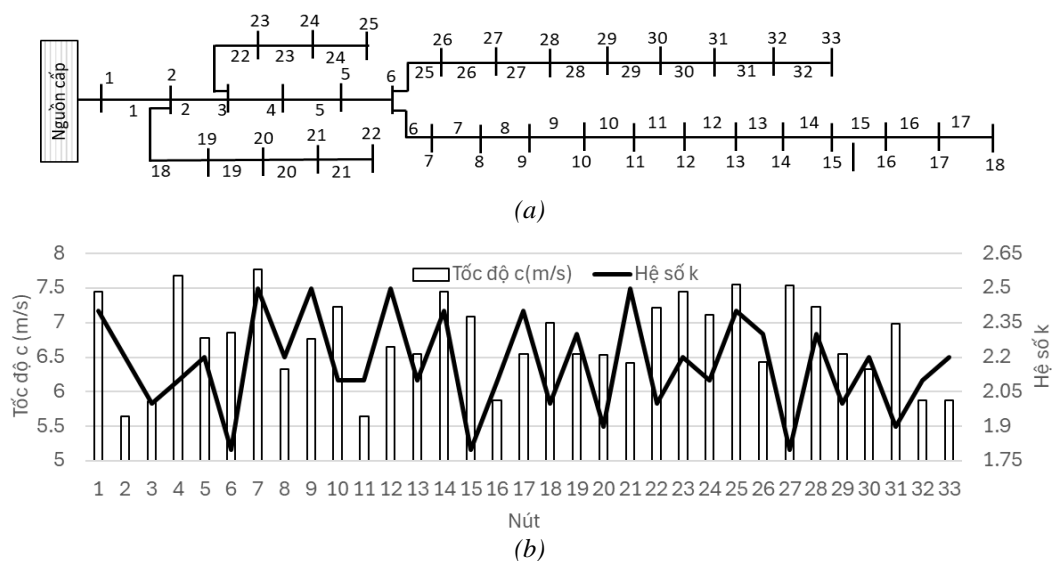 23 24 25
22 23 24
26 27 28 29 30 31 32 33
25 26 27 28 29 30 31 32
Nguồn cấp
1 2 5 6
1 2 3 4 5
6 7 8 9 10 11 12 13 14 15 16 17
7 8 9 10 11 12 13 14 15 16 17 18
19 20 21 22
18 19 20 21
(a)
8 2.65
Tốc độ c(m/s) Hệ số k
7.5 2.5
7 2.35
6.5 2.2
6 2.05
5.5 1.9
5 1.75
Tốc độ c (m/s)
Hệ số k
1 2 3 4 5 6 7 8 9 10 11 12 13 14 15 16 17 18 19 20 21 22 23 24 25 26 27 28 29 30 31 32 33
Nút
(b)